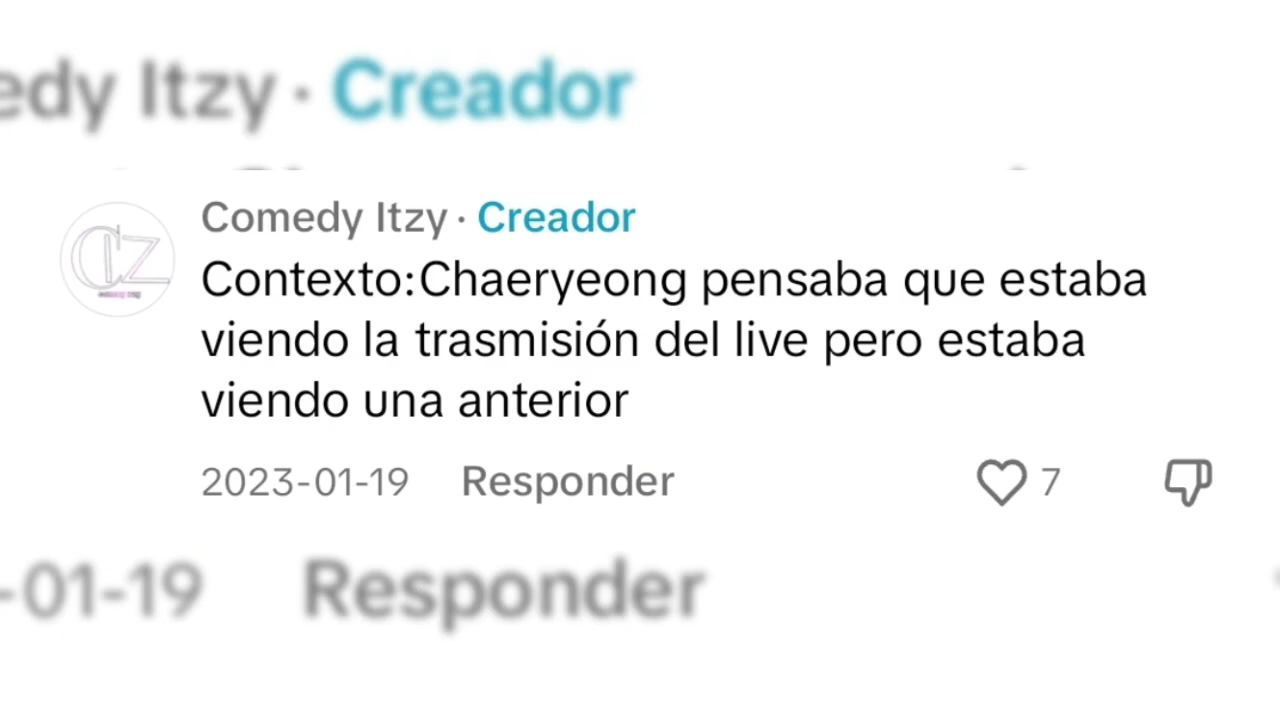 edy Itzy · Creador
Comedy Itzy · Creador
Contexto:Chaeryeong pensaba que estaba
viendo la trasmisión del live pero estaba
viendo una anterior
2023-01-19 Responder 7
-01-19 Responder